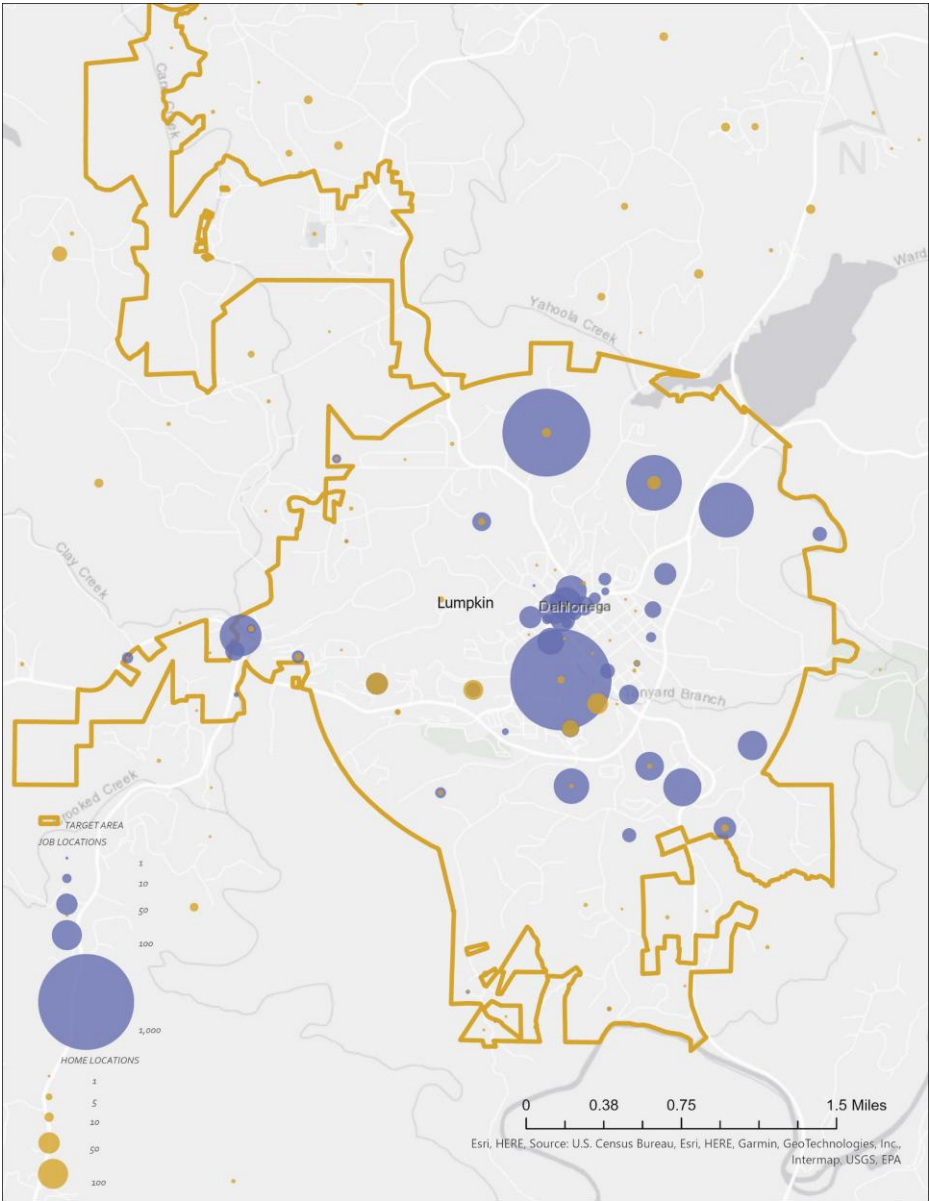 Cane Creek
N
Ward
Yahoola Creek
Clay Creek
Lumpkin
Dahlonega
Tanyard Branch
rooked Creek
TARGET AREA
JOB LOCATIONS
1
10
50
100
1,000
HOME LOCATIONS
1
5
10
50
100
0 0.38 0.75 1.5 Miles
Esri, HERE, Source: U.S. Census Bureau, Esri, HERE, Garmin, GeoTechnologies, Inc.,
Intermap, USGS, EPA